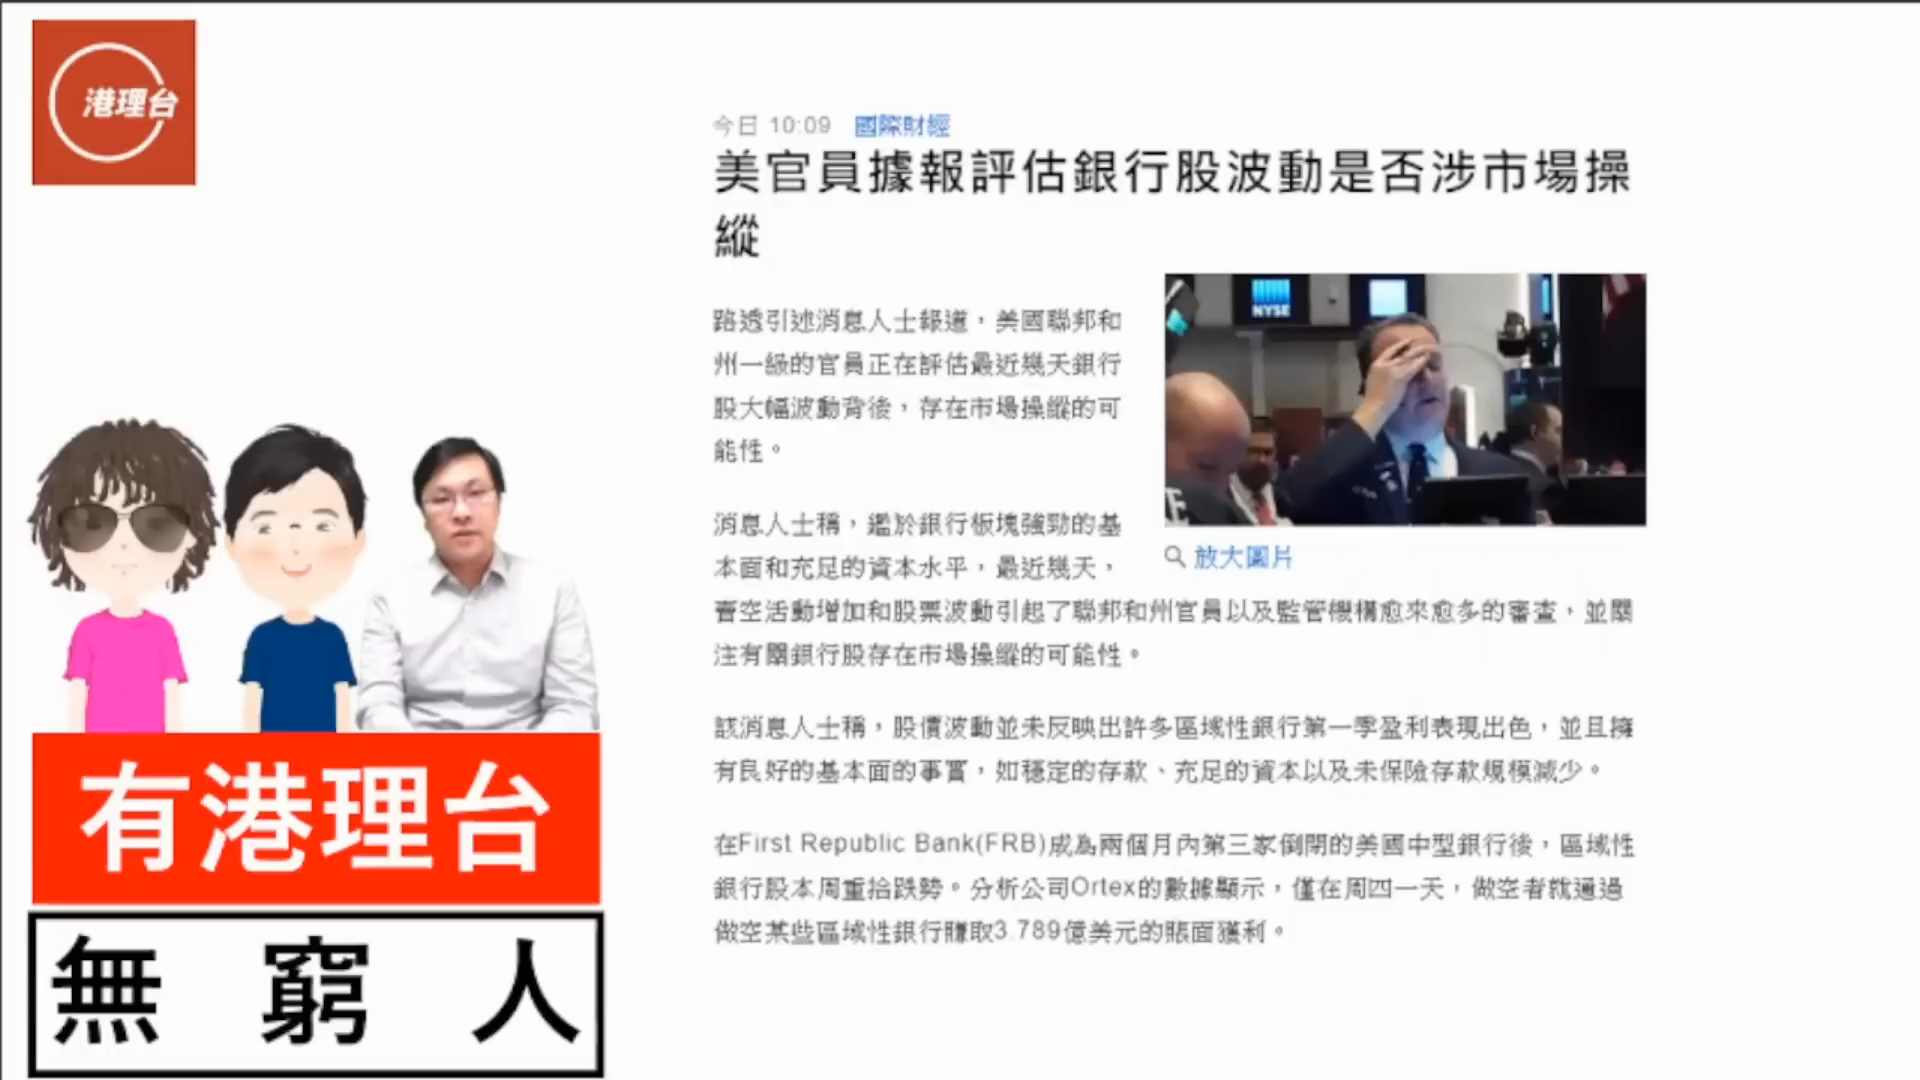 港理台
今日 10:09 國際財經
美官員據報評估銀行股波動是否涉市場操
縱
路透引述消息人士報道，美國聯邦和
州一級的官員正在評估最近幾天銀行
股大幅波動背後，存在市場操縱的可
能性。
NYSE
放大圖片
消息人士稱，鑑於銀行板塊強勁的基
本面和充足的資本水平，最近幾天，
賣空活動增加和股票波動引起了聯邦和州官員以及監管機構愈來愈多的審查，並關
注有關銀行股存在市場操縱的可能性。
該消息人士稱，股價波動並未反映出許多區域性銀行第一季盈利表現出色，並且擁
有良好的基本面的事實，如穩定的存款、充足的資本以及未保險存款規模減少。
在First Republic Bank(FRB)成為兩個月內第三家倒閉的美國中型銀行後，區域性
銀行股本周重拾跌勢。分析公司Ortex的數據顯示，僅在周四一天，做空者就通過
做空某些區域性銀行賺取3.789億美元的賬面獲利。
有港理台
無窮人